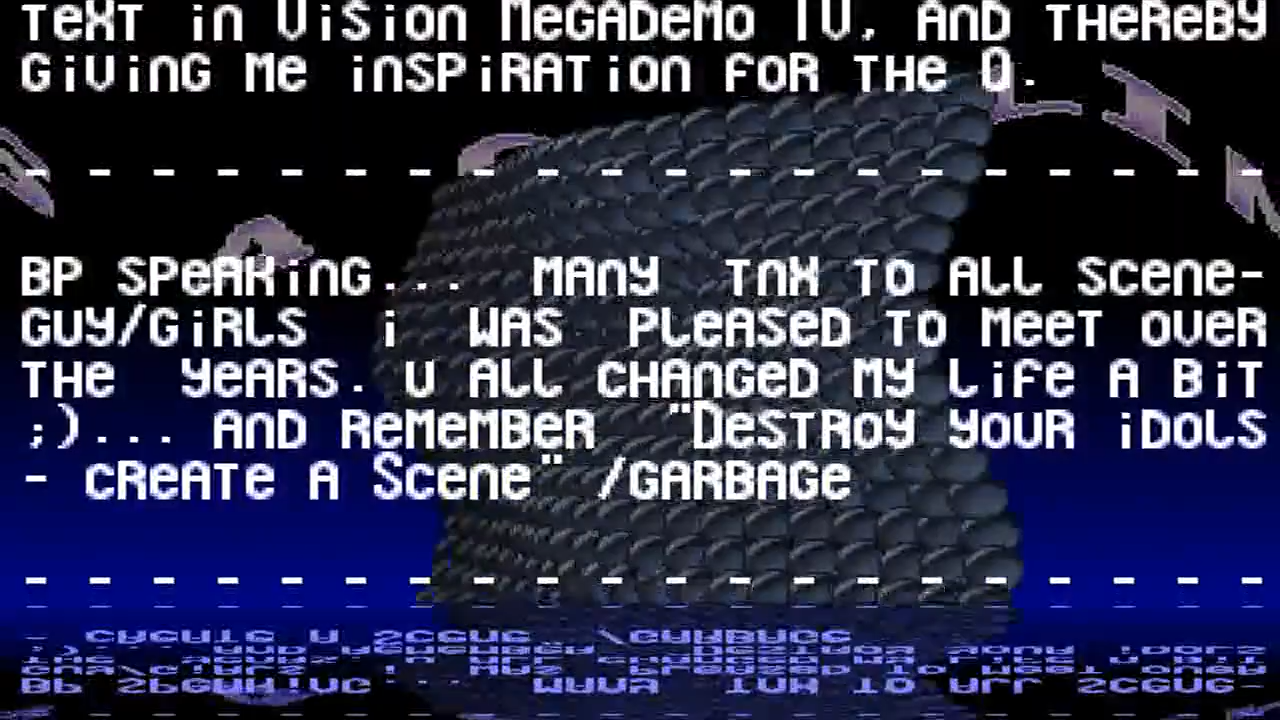 TeXT in ViSion MeGADeMo IV, AnD THeReBY
GiViNG Me inSPiRATion FoR THe Q.
- - - - - - - - - - - - - - - - - - - -
BP SPeAKiNG... MAnY TNX TO ALL Scene-
GUY/GiRLS i WAS PLeASeD TO MeeT OVeR
THe YeARS. U ALL CHAnGeD MY LiFe A BiT
;)... AnD ReMeMBeR "DeSTROY YOUR iDOLS
- CReATe A Scene" /GARBAGe
- - - - - - - - - - - - - - - - - - - -